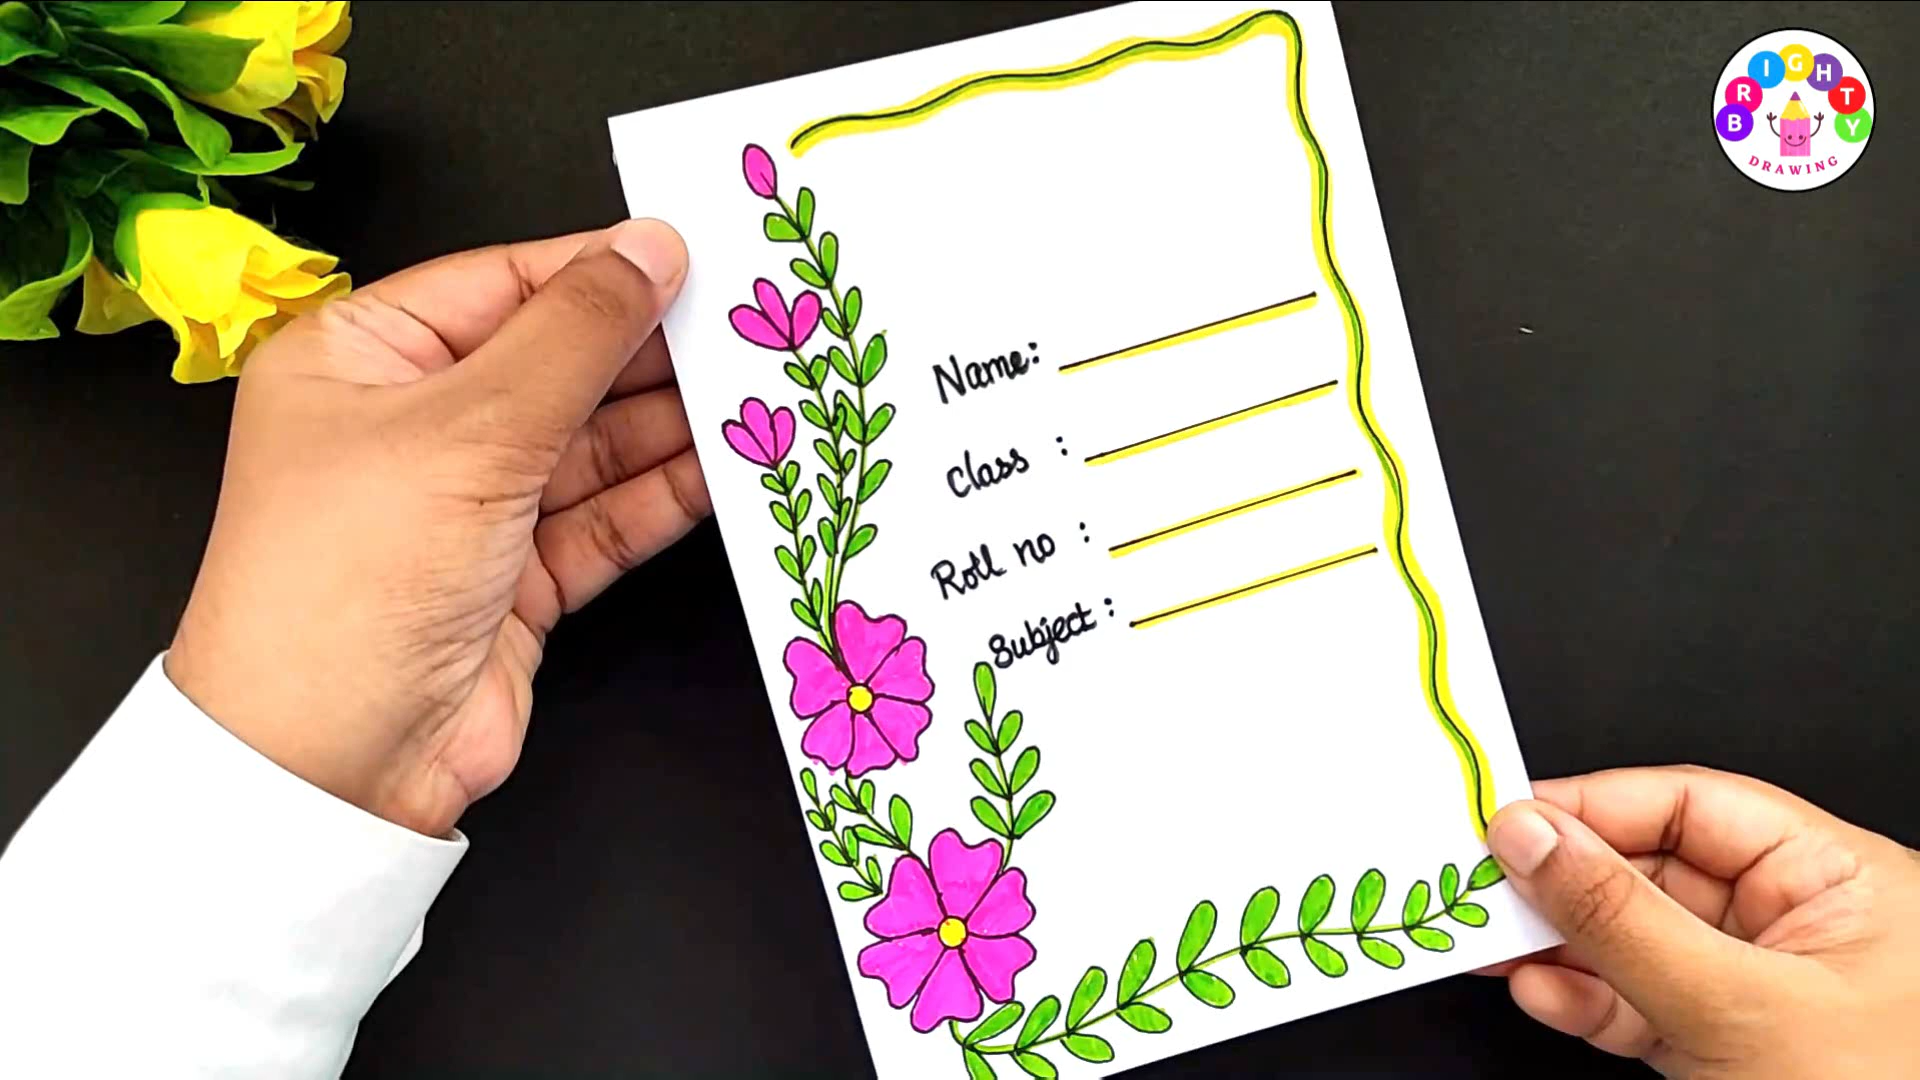 BRIGHTY
DRAWING
Name:
class :
Roll no :
Subject :